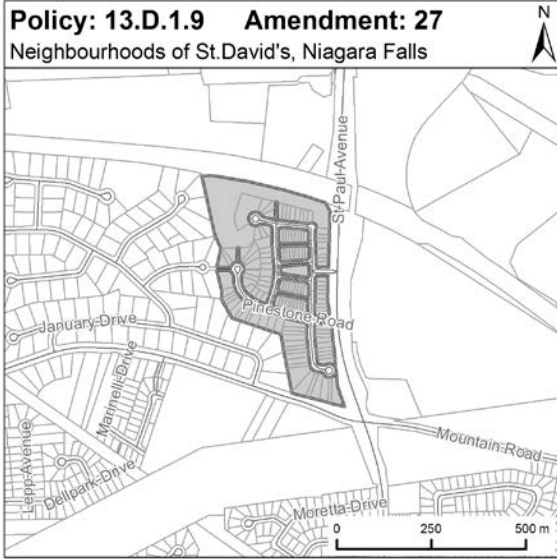 Policy: 13.D.1.9 Amendment: 27
Neighbourhoods of St.David's, Niagara Falls
N
St-Paul-Avenue
Pinestone-Road
January-Drive
Marinell-Drive
Mountain-Road
Lepp-Avenue
Dellpark-Drive
Moretta-Drive
0 250 500 m